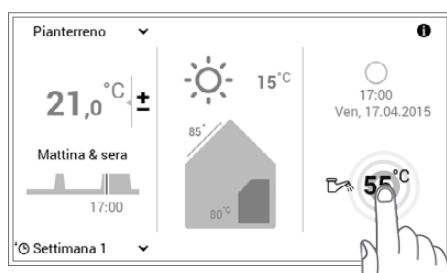 Pianterreno
21,0°C ±
Mattina & sera
17:00
Settimana 1
15°C
85°
80°C
17:00
Ven, 17.04.2015
55°C